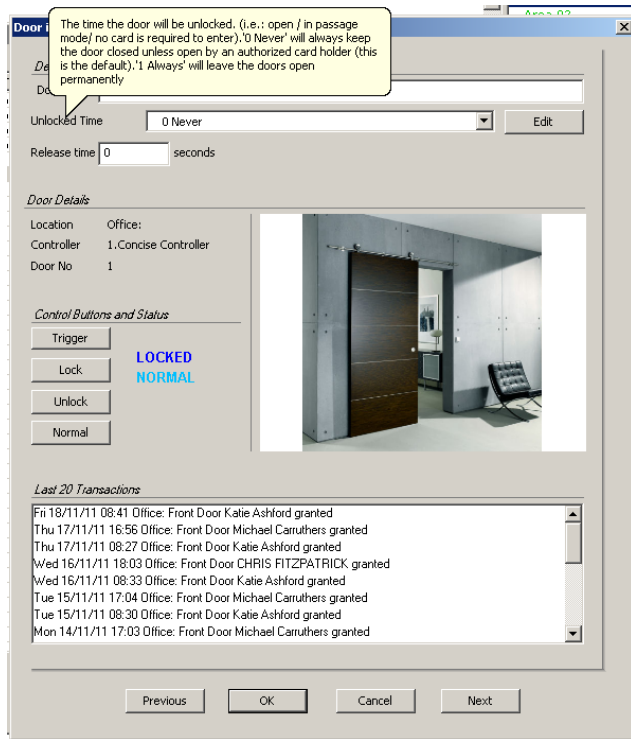 Area 02
Door i
The time the door will be unlocked. (i.e.: open / in passage
mode/ no card is required to enter).'0 Never' will always keep
the door closed unless open by an authorized card holder (this
is the default).'1 Always' will leave the doors open
permanently
De
Do
Unlocked Time 0 Never Edit
Release time 0 seconds
Door Details
Location Office:
Controller 1.Concise Controller
Door No 1
Control Buttons and Status
Trigger
LOCKED
Lock
NORMAL
Unlock
Normal
Last 20 Transactions
Fri 18/11/11 08:41 Office: Front Door Katie Ashford granted
Thu 17/11/11 16:56 Office: Front Door Michael Carruthers granted
Thu 17/11/11 08:27 Office: Front Door Katie Ashford granted
Wed 16/11/11 18:03 Office: Front Door CHRIS FITZPATRICK granted
Wed 16/11/11 08:33 Office: Front Door Katie Ashford granted
Tue 15/11/11 17:04 Office: Front Door Michael Carruthers granted
Tue 15/11/11 08:30 Office: Front Door Katie Ashford granted
Mon 14/11/11 17:03 Office: Front Door Michael Carruthers granted
Previous OK Cancel Next